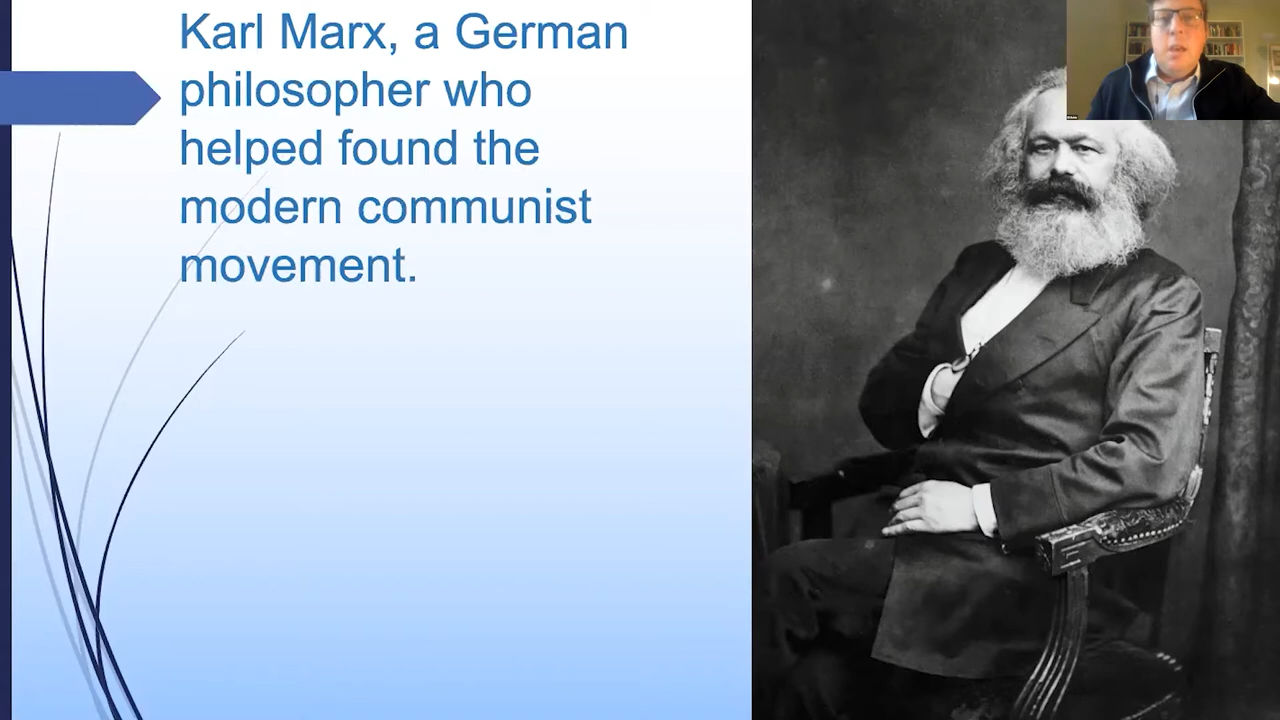 Karl Marx, a German
philosopher who
helped found the
modern communist
movement.